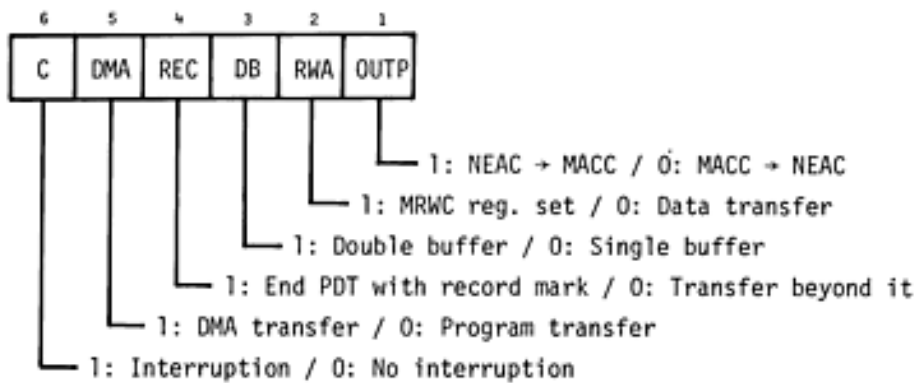 6 5 4 3 2 1
C DMA REC DB RWA OUTP
1: NEAC → MACC / 0: MACC → NEAC
1: MRWC reg. set / 0: Data transfer
1: Double buffer / 0: Single buffer
1: End PDT with record mark / 0: Transfer beyond it
1: DMA transfer / 0: Program transfer
1: Interruption / 0: No interruption